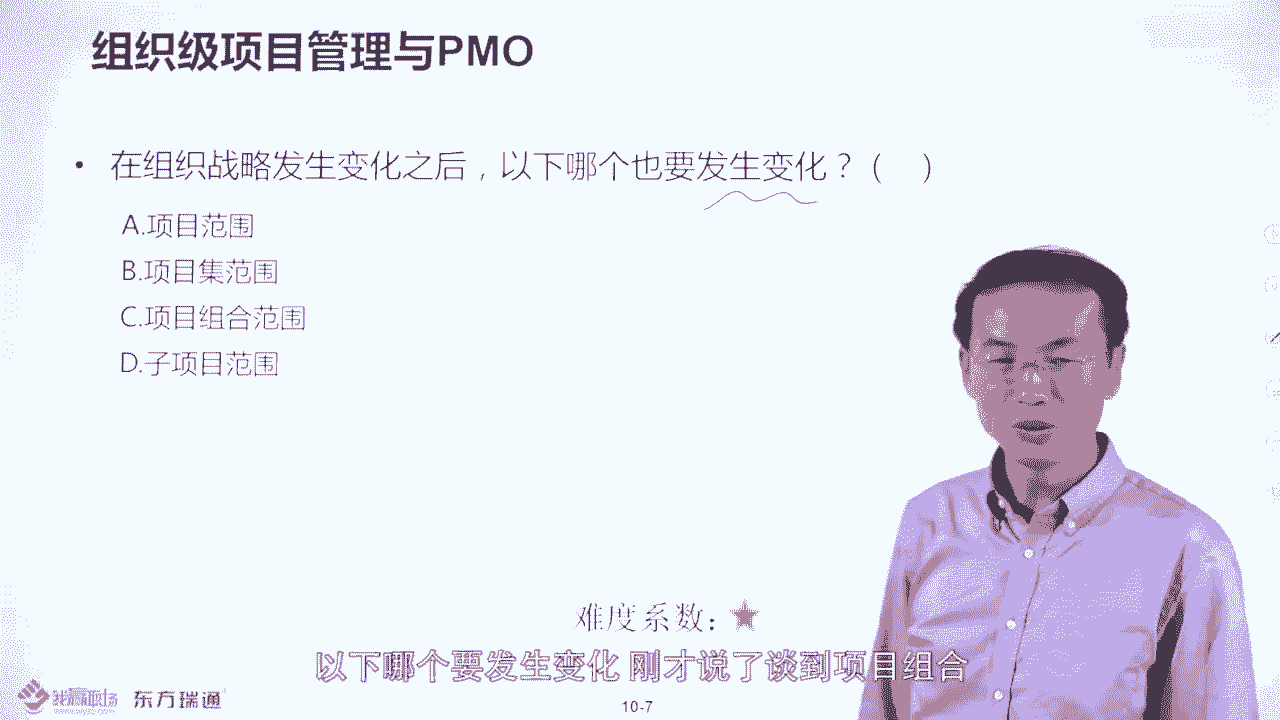 组织级项目管理与PMO
• 在组织战略发生变化之后，以下哪个也要发生变化？（ ）
A.项目范围
B.项目集范围
C.项目组合范围
D.子项目范围
难度系数：★
以下哪个要发生变化 刚才说了谈到项目组合
东方瑞通
10-7